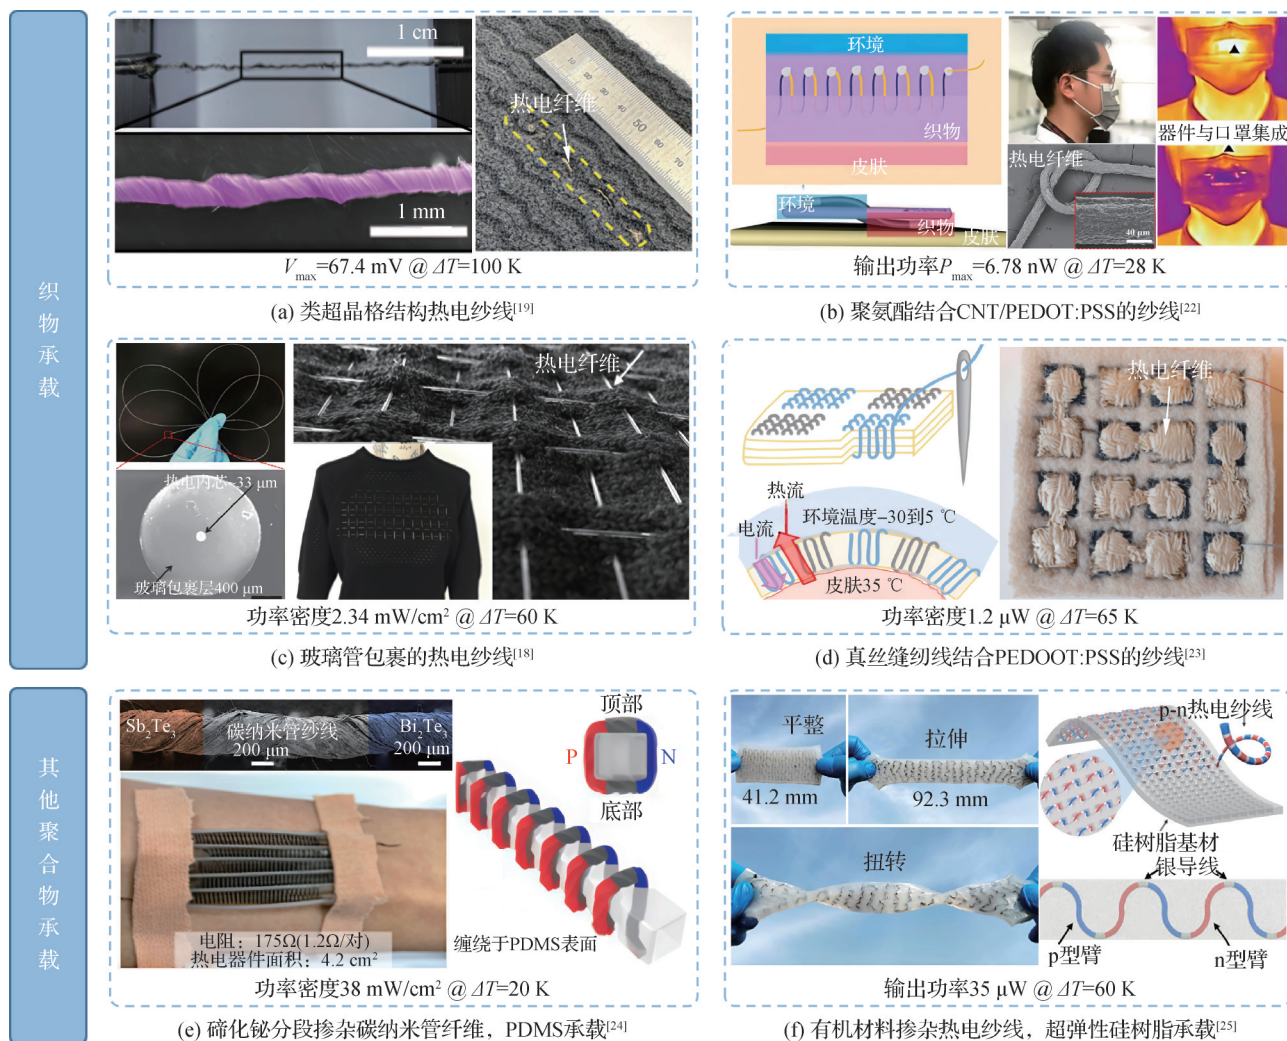 织物承载
1 cm
1 mm
热电纤维
V_max=67.4 mV @ ΔT=100 K
(a) 类超晶格结构热电纱线[19]
环境
织物
皮肤
环境
织物
皮肤
热电纤维
40 μm
器件与口罩集成
输出功率P_max=6.78 nW @ ΔT=28 K
(b) 聚氨酯结合CNT/PEDOT:PSS的纱线[22]
热电内芯~33 μm
玻璃包裹层400 μm
热电纤维
功率密度2.34 mW/cm² @ ΔT=60 K
(c) 玻璃管包裹的热电纱线[18]
热流
环境温度-30到5 ℃
电流
皮肤35 ℃
热电纤维
功率密度1.2 μW @ ΔT=65 K
(d) 真丝缝纫线结合PEDOOT:PSS的纱线[23]
其他聚合物承载
Sb₂Te₃
碳纳米管纱线
Bi₂Te₃
200 μm
200 μm
顶部
P
N
底部
电阻：175Ω(1.2Ω/对)
热电器件面积：4.2 cm²
缠绕于PDMS表面
功率密度38 mW/cm² @ ΔT=20 K
(e) 碲化铋分段掺杂碳纳米管纤维，PDMS承载[24]
平整
41.2 mm
拉伸
92.3 mm
扭转
p-n热电纱线
硅树脂基材
银导线
p型臂
n型臂
输出功率35 μW @ ΔT=60 K
(f) 有机材料掺杂热电纱线，超弹性硅树脂承载[25]